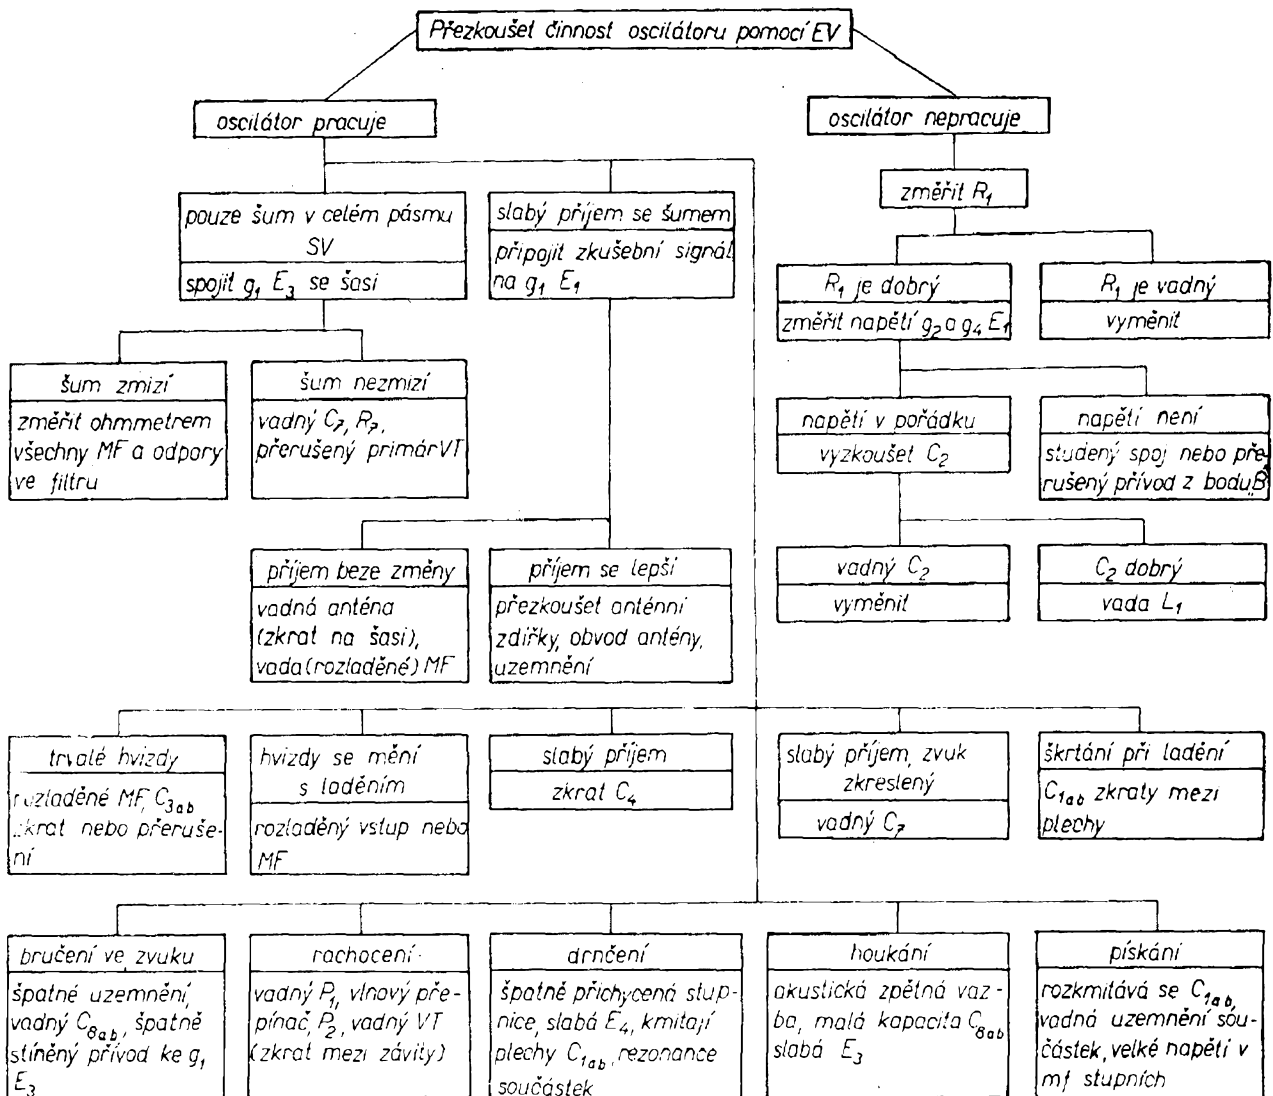 Přezkoušet činnost oscilátoru pomocí EV
oscilátor pracuje
oscilátor nepracuje
změřit R1
pouze šum v celém pásmu
SV
spojit g1 E3 se šasi
slabý příjem se šumem
připojit zkušební signál
na g1 E1
R1 je dobrý
změřit napětí g2 a g4 E1
R1 je vadný
vyměnit
šum zmizí
změřit ohmmetrem
všechny MF a odpory
ve filtru
šum nezmizí
vadný C7, R7,
přerušený primár VT
napětí v pořádku
vyzkoušet C2
napětí není
studený spoj nebo pře-
rušený přívod z bodu „B“
příjem beze změny
vadná anténa
(zkrat na šasi),
vada (rozladěné) MF
příjem se lepší
přezkoušet anténní
zdířky, obvod antény,
uzemnění
vadný C2
vyměnit
C2 dobrý
vada L1
trvalé hvizdy
rozladěné MF, C3ab
zkrat nebo přeruše-
ní
hvizdy se mění
s laděním
rozladěný vstup nebo
MF
slabý příjem
zkrat C4
slabý příjem, zvuk
zkreslený
vadný C7
škrtání při ladění
C1ab zkraty mezi
plechy
bručení ve zvuku
špatné uzemnění,
vadný C8ab, špatně
stíněný přívod ke g1
E3
rachocení
vadný P1, vlnový pře-
pínač, P2, vadný VT
(zkrat mezi závity)
drnčení
špatně přichycená stup-
nice, slabá E4, kmitají
plechy C1ab, rezonance
součástek
houkání
akustická zpětná vaz-
ba, malá kapacita C8ab
slabá E3
pískání
rozkmitává se C1ab,
vadná uzemnění sou-
částek, velké napětí v
mf stupních